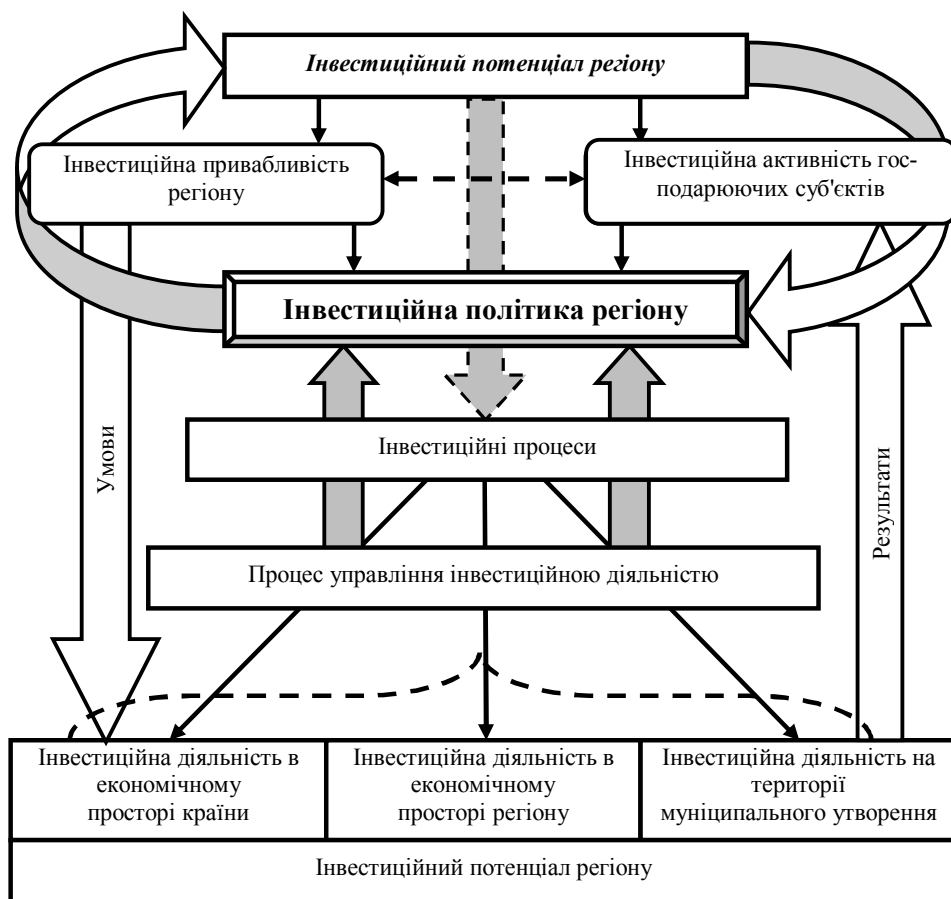 Інвестиційний потенціал регіону
Інвестиційна привабливість
регіону
Інвестиційна активність гос-
подарюючих суб'єктів
Інвестиційна політика регіону
Інвестиційні процеси
Умови
Результати
Процес управління інвестиційною діяльністю
Інвестиційна діяльність в
економічному
просторі країни
Інвестиційна діяльність в
економічному
просторі регіону
Інвестиційна діяльність на
території
муніципального утворення
Інвестиційний потенціал регіону